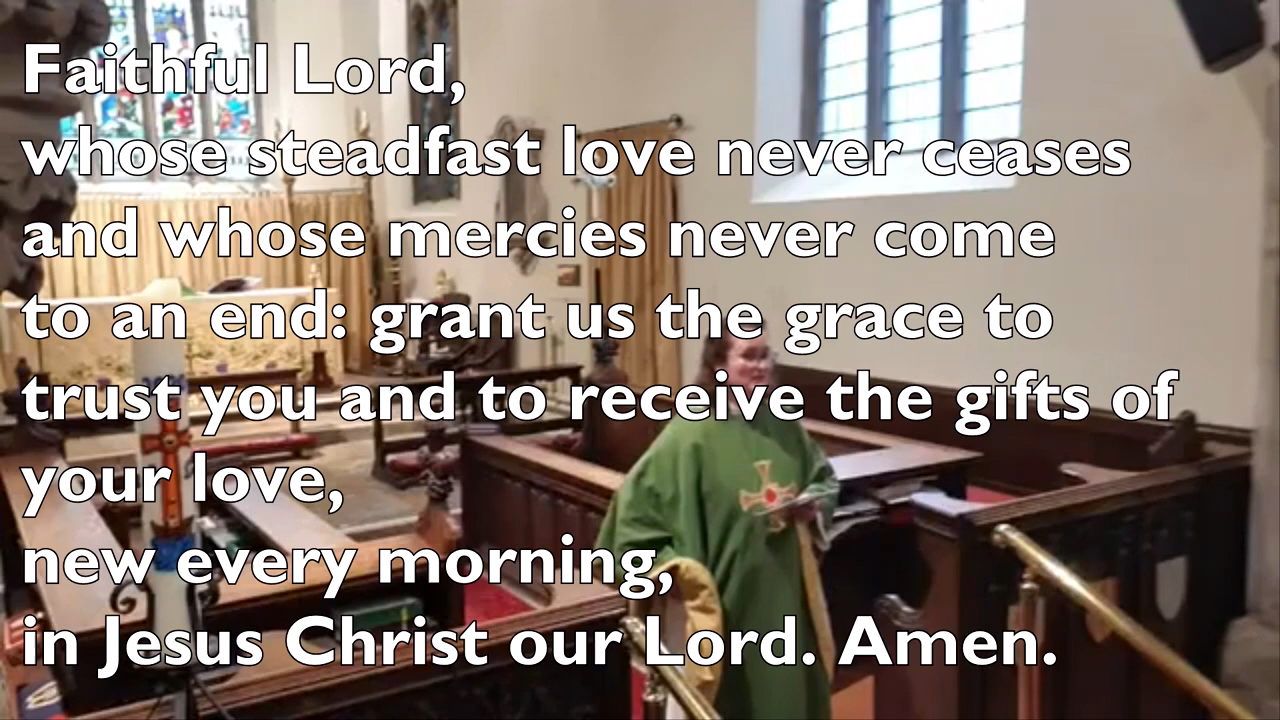 Faithful Lord,
whose steadfast love never ceases
and whose mercies never come
to an end: grant us the grace to
trust you and to receive the gifts of
your love,
new every morning,
in Jesus Christ our Lord. Amen.